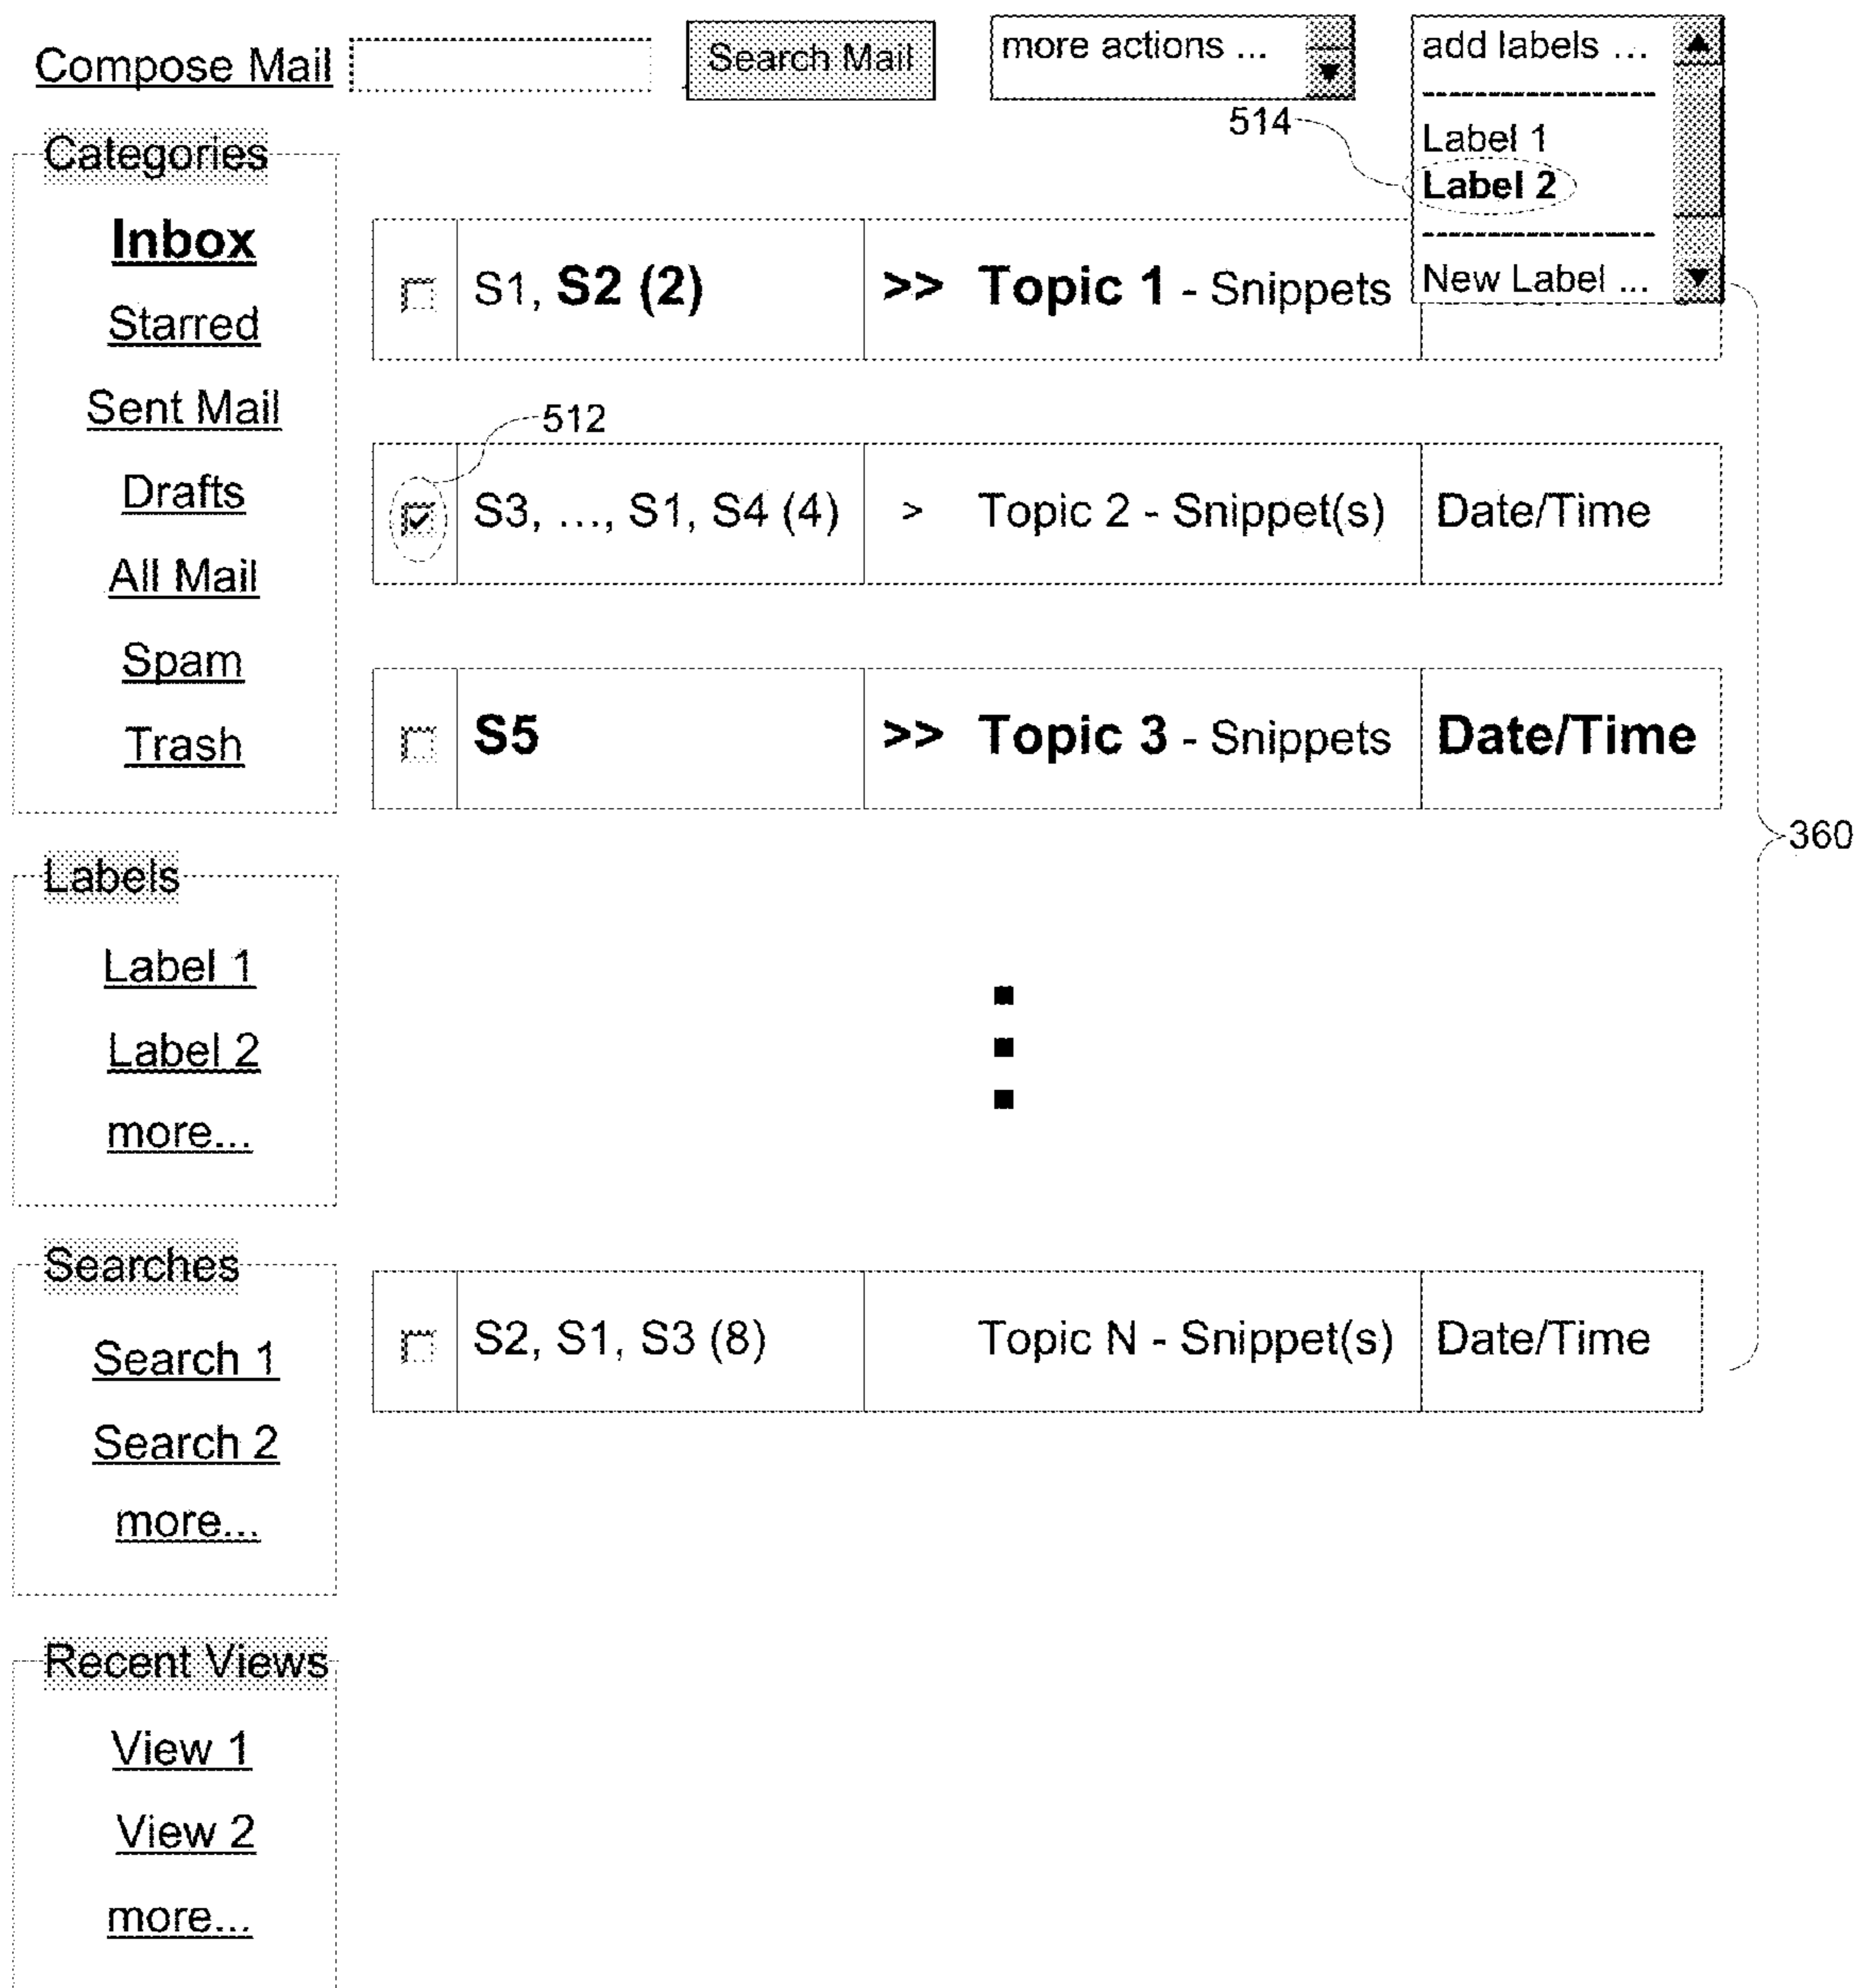 Compose Mail
Search Mail
more actions ...
add labels ...
Label 1
Label 2
New Label ...
514
Categories
Inbox
Starred
Sent Mail
Drafts
All Mail
Spam
Trash
S1, S2 (2) >> Topic 1 - Snippets
512
S3, ..., S1, S4 (4) > Topic 2 - Snippet(s) Date/Time
S5 >> Topic 3 - Snippets Date/Time
360
Labels
Label 1
Label 2
more...
Searches
Search 1
Search 2
more...
S2, S1, S3 (8) Topic N - Snippet(s) Date/Time
Recent Views
View 1
View 2
more...